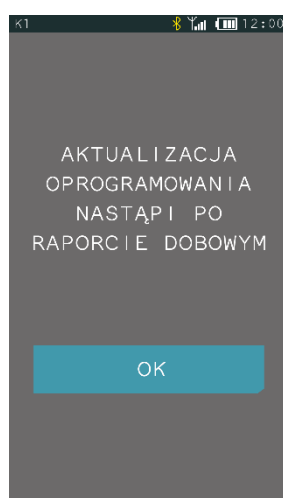 K1 12:00
AKTUALIZACJA
OPROGRAMOWANIA
NASTĄPI PO
RAPORCIE DOBOWYM
OK